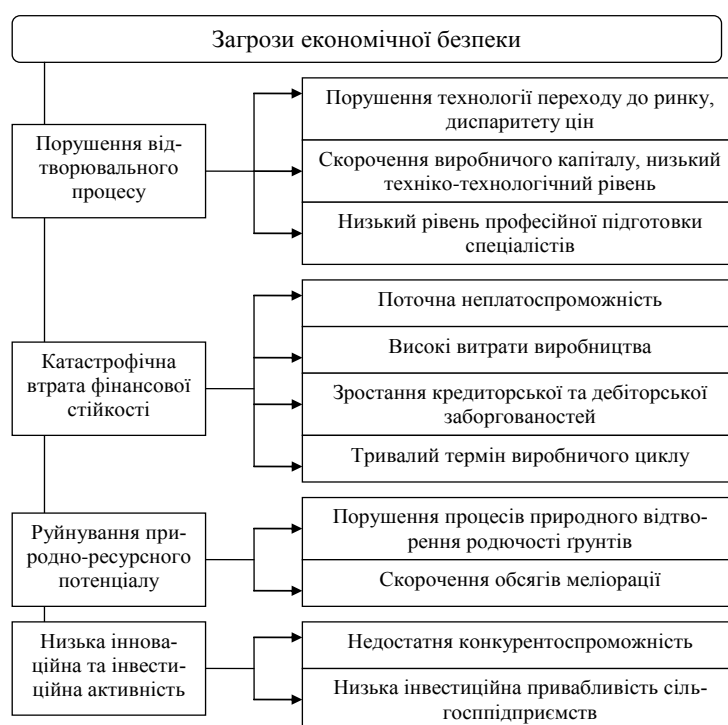 Загрози економічної безпеки
Порушення від-
творювального
процесу
Порушення технології переходу до ринку,
диспаритету цін
Скорочення виробничого капіталу, низький
техніко-технологічний рівень
Низький рівень професійної підготовки
спеціалістів
Катастрофічна
втрата фінансової
стійкості
Поточна неплатоспроможність
Високі витрати виробництва
Зростання кредиторської та дебіторської
заборгованостей
Тривалий термін виробничого циклу
Руйнування при-
родно-ресурсного
потенціалу
Порушення процесів природного відтво-
рення родючості ґрунтів
Скорочення обсягів меліорації
Низька іннова-
ційна та інвести-
ційна активність
Недостатня конкурентоспроможність
Низька інвестиційна привабливість сіль-
госппідприємств